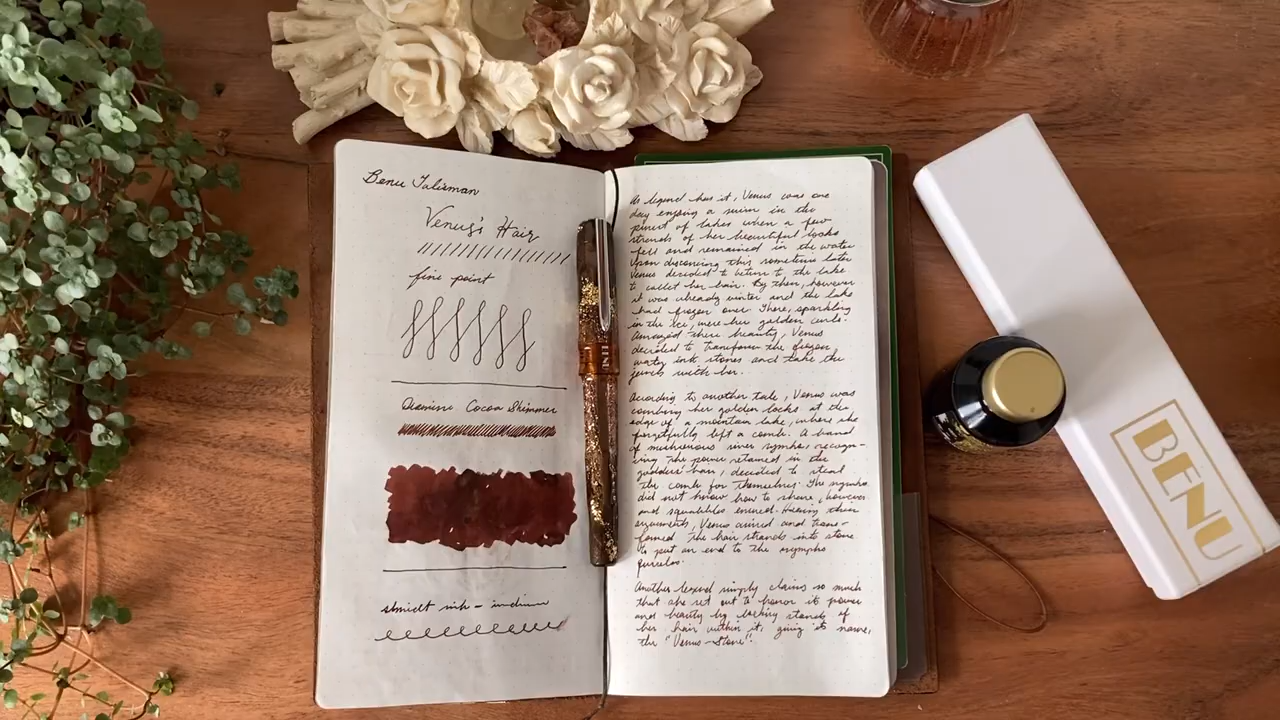 Benu Talisman
Venus's Hair
fine point
Diamine Cocoa Shimmer
shmidt nib - medium
As legend has it, Venus was one
day enjoying a swim in the
purest of lakes when a few
strands of her beautiful locks
fell and remained in the water
Upon discovering this sometime later
Venus decided to return to the lake
to collect her hair. By then, however
it was already winter and the lake
had frozen over. There, sparkling
in the ice, were her golden curls.
Amazed there beauty, Venus
decided to transform the frozen
water into stones and take the
jewels with her.
According to another tale, Venus was
combing her golden locks at the
edge of a mountain lake, where she
forgetfully left a comb. A band
of mischievous river nymphs, recogn-
izing the power retained in the
goddess' hair, decided to steal
the comb for themselves. The nymphs
did not know how to share, however
and squabbles ensued. Hearing their
arguments, Venus arrived and trans-
formed the hair strands into stone
to put an end to the nymphs
Another legend simply claims so much
that she set out to honor its power
and beauty by locking stands of
her hair within it, giving its name,
the "Venus-Stone".
BENU